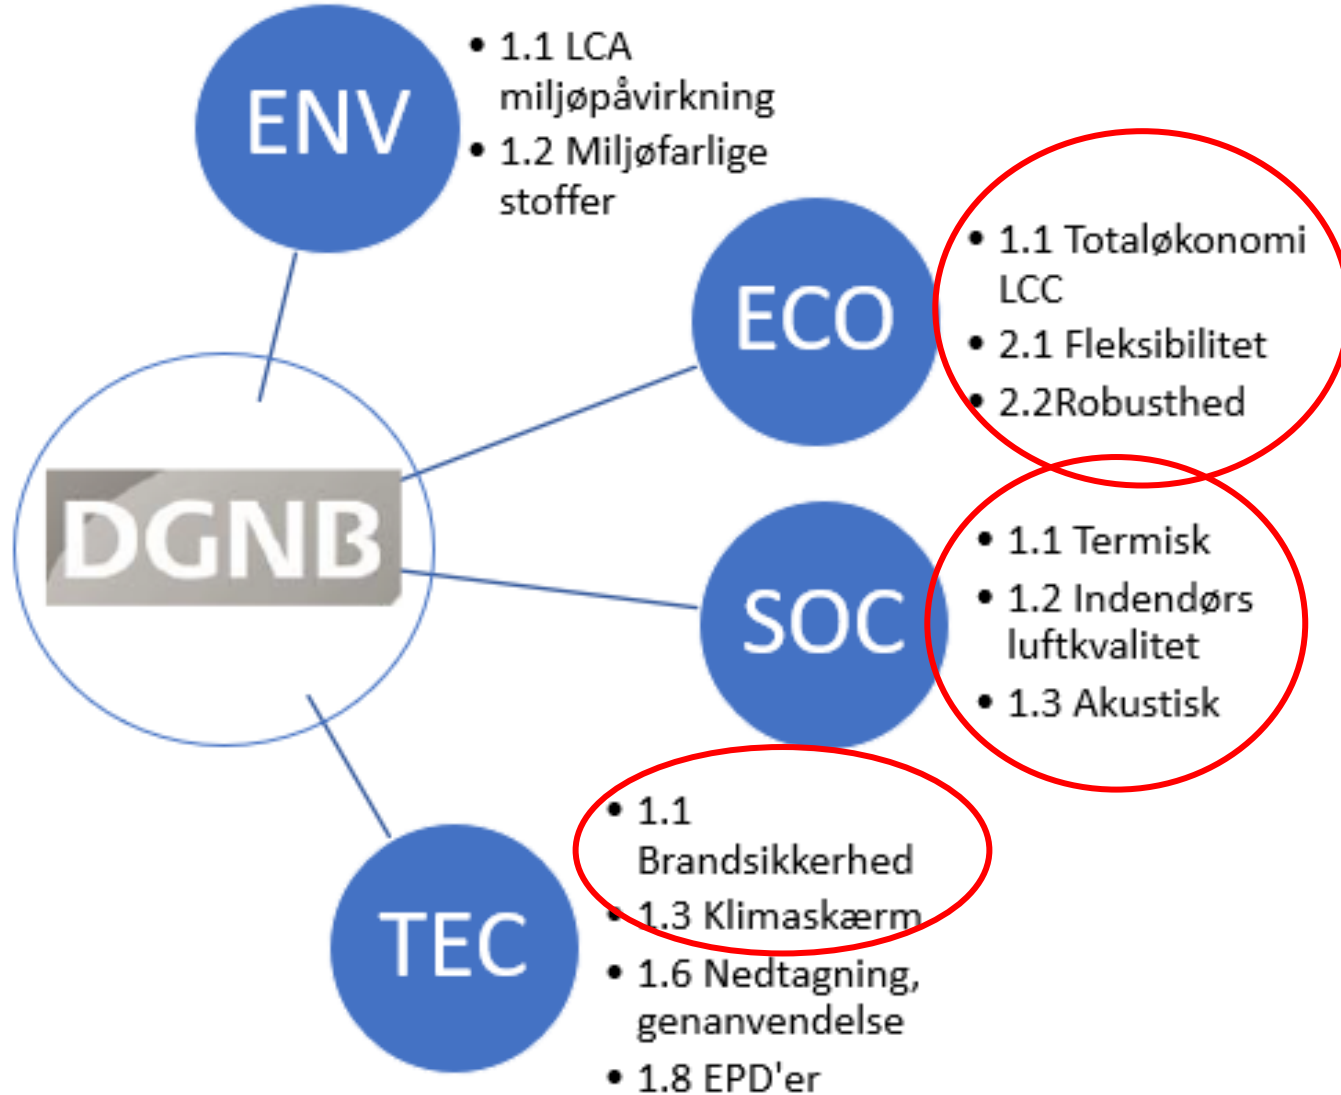 ENV
• 1.1 LCA
miljøpåvirkning
• 1.2 Miljøfarlige
stoffer
ECO
• 1.1 Totaløkonomi
LCC
• 2.1 Fleksibilitet
• 2.2Robusthed
DGNB
SOC
• 1.1 Termisk
• 1.2 Indendørs
luftkvalitet
• 1.3 Akustisk
TEC
• 1.1
Brandsikkerhed
• 1.3 Klimaskærm
• 1.6 Nedtagning,
genanvendelse
• 1.8 EPD'er